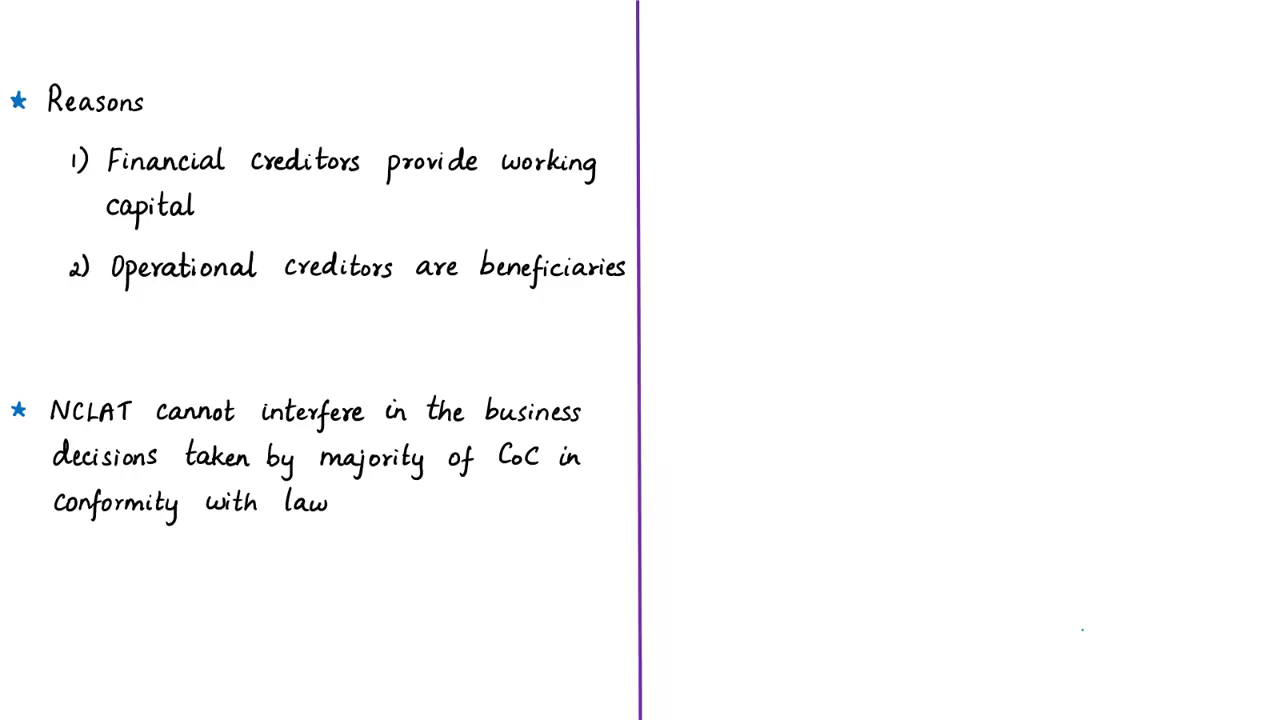 ★ Reasons
1) Financial creditors provide working
capital
2) Operational creditors are beneficiaries
★ NCLAT cannot interfere in the business
decisions taken by majority of CoC in
conformity with law